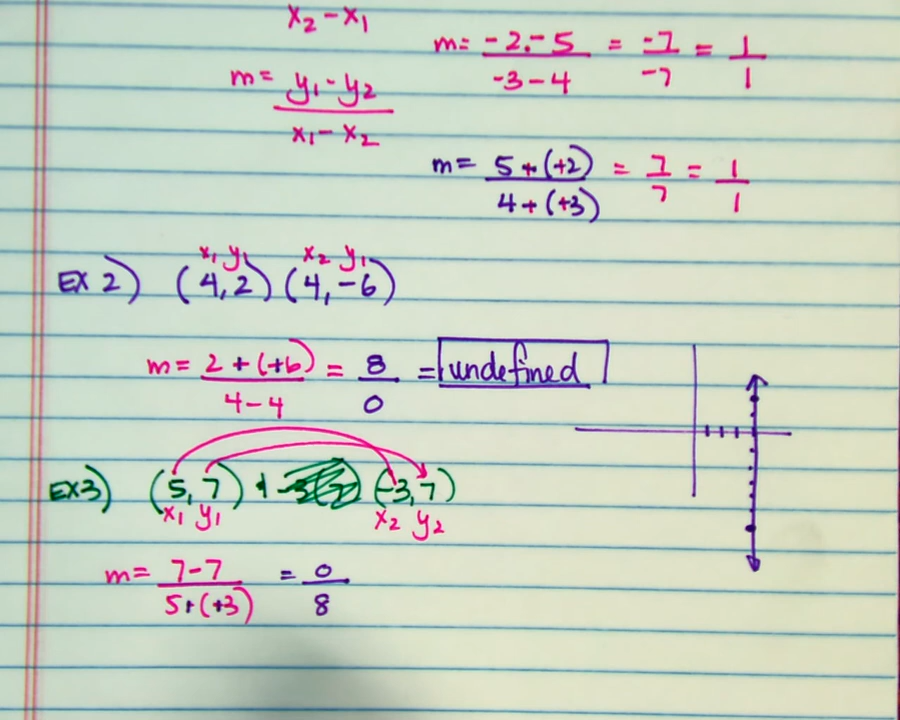 x₂ - x₁
m = -2 - -5 / -3 - 4 = -7 / -7 = 1 / 1
m = y₁ - y₂ / x₁ - x₂
m = 5 + (+2) / 4 + (+3) = 7 / 7 = 1 / 1
x₁ y₁ x₂ y₁
EX 2) (4, 2) (4, -6)
m = 2 + (+6) / 4 - 4 = 8 / 0 = undefined
EX 3) (5, 7) + (-3, 7)
x₁ y₁ x₂ y₂
m = 7 - 7 / 5 + (+3) = 0 / 8